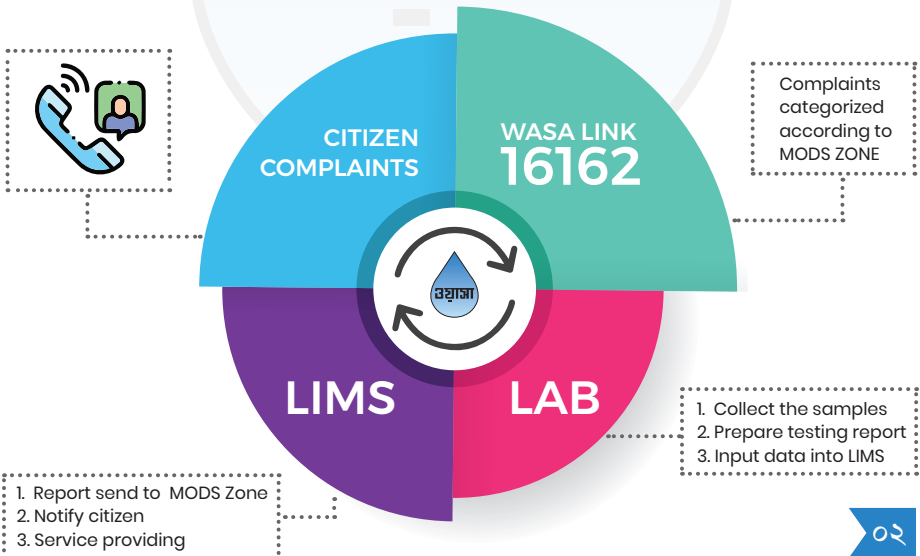 CITIZEN
COMPLAINTS
WASA LINK
16162
Complaints
categorized
according to
MODS ZONE
ওয়াসা
LIMS
LAB
1. Collect the samples
2. Prepare testing report
3. Input data into LIMS
1. Report send to MODS Zone
2. Notify citizen
3. Service providing
০২